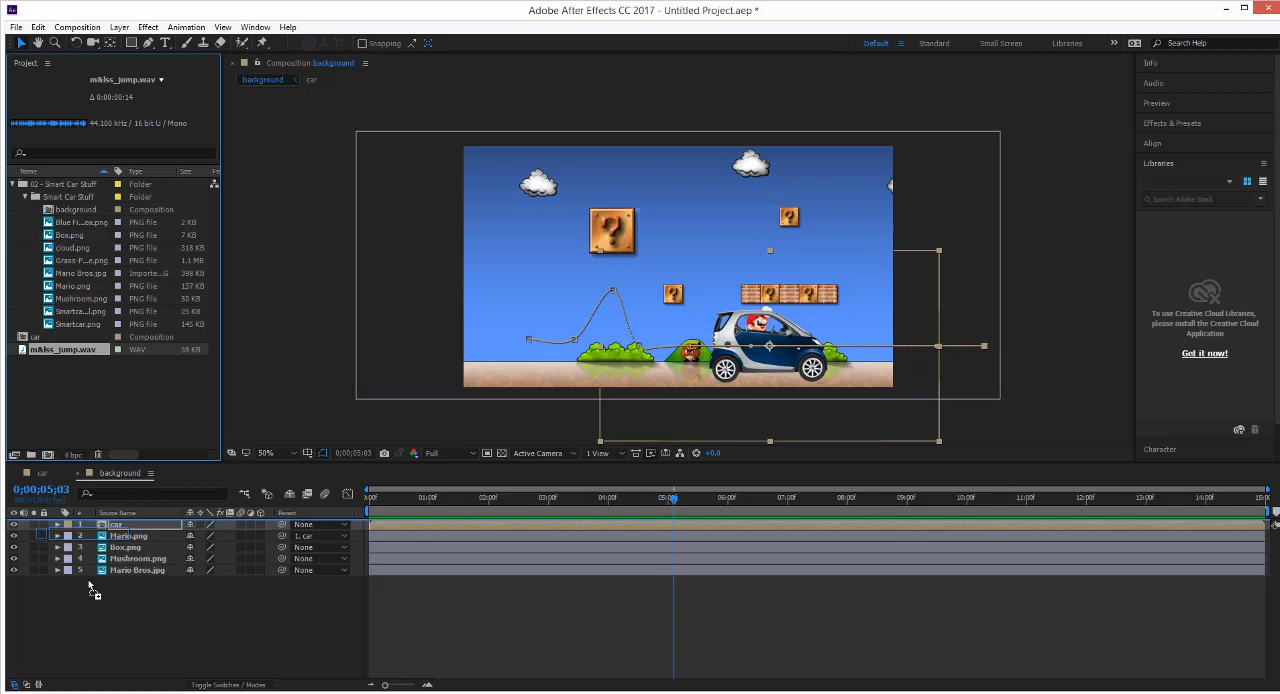 Ae
Adobe After Effects CC 2017 - Untitled Project.aep *
File Edit Composition Layer Effect Animation View Window Help
Snapping
Default Standard Small Screen Libraries Search Help
Project
Composition background
Info
m&lss_jump.wav
background car
Audio
Δ 0:00:00:14
Preview
44.100 kHz / 16 bit U / Mono
Effects & Presets
Align
Libraries
Name Type Size
02 - Smart Car Stuff Folder
Smart Car Stuff Folder
Search Adobe Stock
background Composition
Blue Fi...ox.png PNG file 2 KB
Box.png PNG file 7 KB
cloud.png PNG file 318 KB
Grass-P...e.png PNG file 1.1 MB
Mario Bros.jpg Importe...G 398 KB
Mario.png PNG file 137 KB
Mushroom.png PNG file 50 KB
Smartca...l.png PNG file 25 KB
Smartcar.png PNG file 145 KB
car Composition
m&lss_jump.wav WAV 38 KB
To use Creative Cloud Libraries,
please install the Creative Cloud
Application
Get it now!
8 bpc
50% 0;00;05;03 Full Active Camera 1 View +0.0
Character
car background
0;00;05;03
:00f 01:00f 02:00f 03:00f 04:00f 05:00f 06:00f 07:00f 08:00f 09:00f 10:00f 11:00f 12:00f 13:00f 14:00f 15:00
# Source Name Parent
1 car None
2 Mario.png 1. car
3 Box.png None
4 Mushroom.png None
5 Mario Bros.jpg None
Toggle Switches / Modes